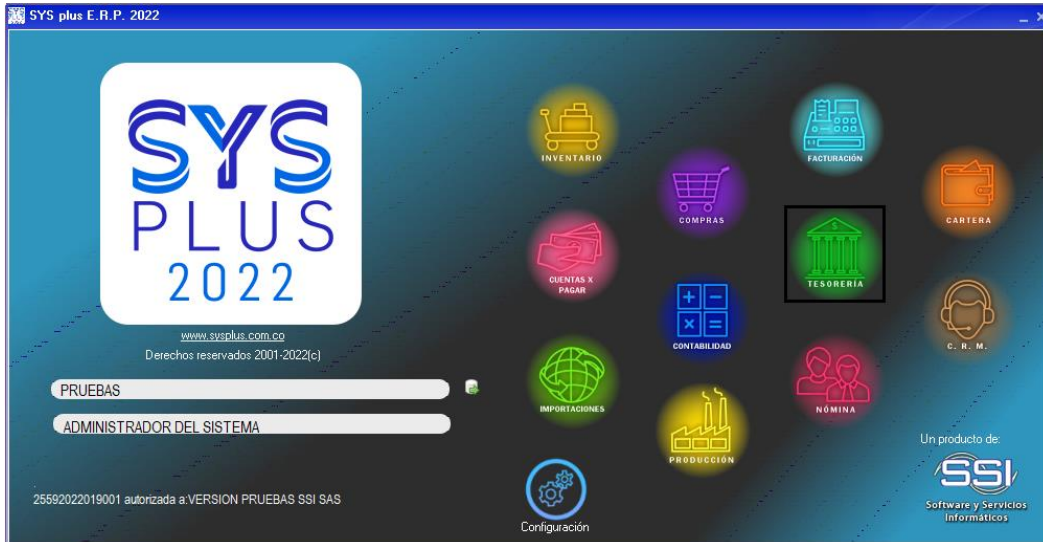 SYS plus E.R.P. 2022
SYS
PLUS
2022
www.sysplus.com.co
Derechos reservados 2001-2022(c)
PRUEBAS
ADMINISTRADOR DEL SISTEMA
25592022019001 autorizada a:VERSION PRUEBAS SSI SAS
INVENTARIO
FACTURACIÓN
COMPRAS
CARTERA
CUENTAS X
PAGAR
TESORERÍA
CONTABILIDAD
C. R. M.
IMPORTACIONES
NÓMINA
PRODUCCIÓN
Configuración
Un producto de:
SSI
Software y Servicios
Informáticos